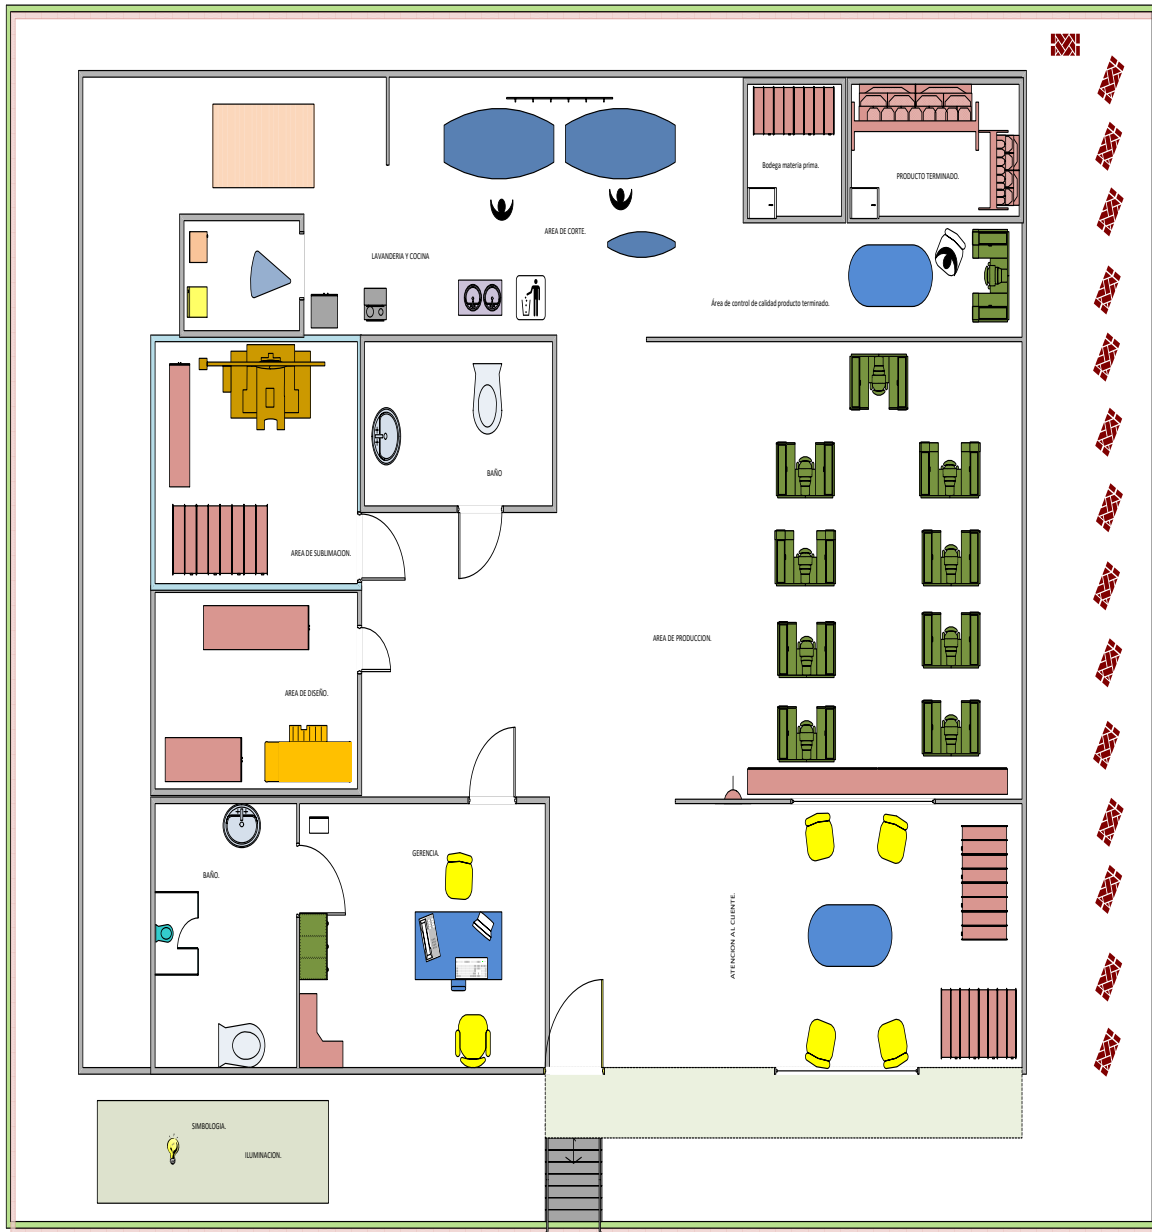 Bodega materia prima.
PRODUCTO TERMINADO.
AREA DE CORTE.
LAVANDERIA Y COCINA
Área de control de calidad producto terminado.
BAÑO
AREA DE SUBLIMACION.
AREA DE PRODUCCION.
AREA DE DISEÑO.
GERENCIA.
BAÑO.
ATENCION AL CLIENTE.
SIMBOLOGIA.
ILUMINACION.